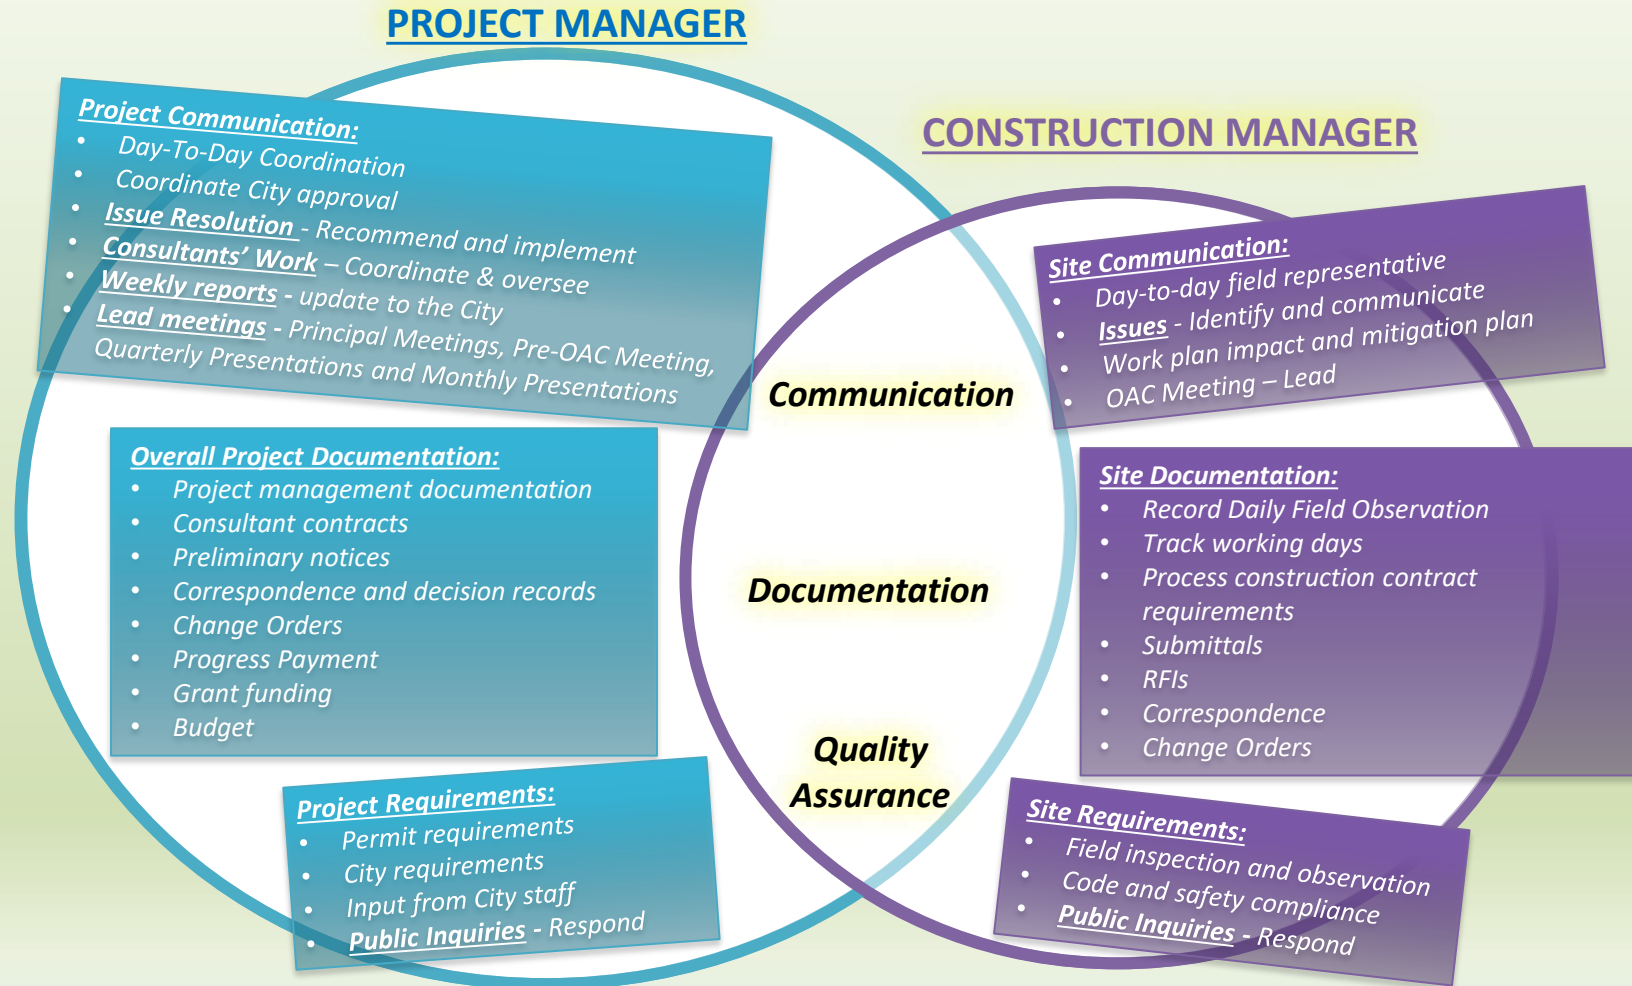 PROJECT MANAGER
Project Communication:
• Day-To-Day Coordination
• Coordinate City approval
• Issue Resolution - Recommend and implement
• Consultants’ Work – Coordinate & oversee
• Weekly reports - update to the City
• Lead meetings - Principal Meetings, Pre-OAC Meeting,
Quarterly Presentations and Monthly Presentations
Overall Project Documentation:
• Project management documentation
• Consultant contracts
• Preliminary notices
• Correspondence and decision records
• Change Orders
• Progress Payment
• Grant funding
• Budget
Project Requirements:
• Permit requirements
• City requirements
• Input from City staff
• Public Inquiries - Respond
Communication
Documentation
Quality
Assurance
CONSTRUCTION MANAGER
Site Communication:
• Day-to-day field representative
• Issues - Identify and communicate
• Work plan impact and mitigation plan
• OAC Meeting – Lead
Site Documentation:
• Record Daily Field Observation
• Track working days
• Process construction contract
requirements
• Submittals
• RFIs
• Correspondence
• Change Orders
Site Requirements:
• Field inspection and observation
• Code and safety compliance
• Public Inquiries - Respond